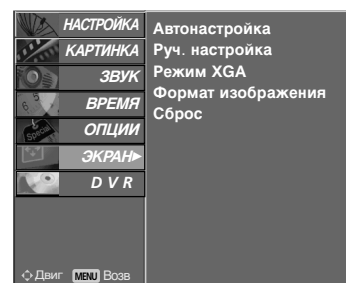 НАСТРОЙКА
КАРТИНКА
ЗВУК
ВРЕМЯ
ОПЦИИ
ЭКРАН
D V R
Автонастройка
Руч. настройка
Режим XGA
Формат изображения
Сброс
Двиг MENU Возв